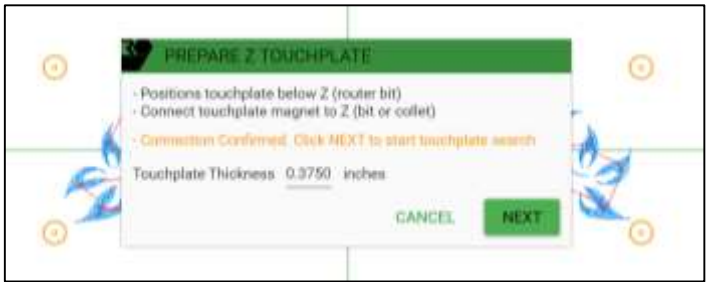 PREPARE Z TOUCHPLATE
- Positions touchplate below Z (router bit)
- Connect touchplate magnet to Z (bit or collet)
- Connection Confirmed. Click NEXT to start touchplate search
Touchplate Thickness 0.3750 inches
CANCEL NEXT